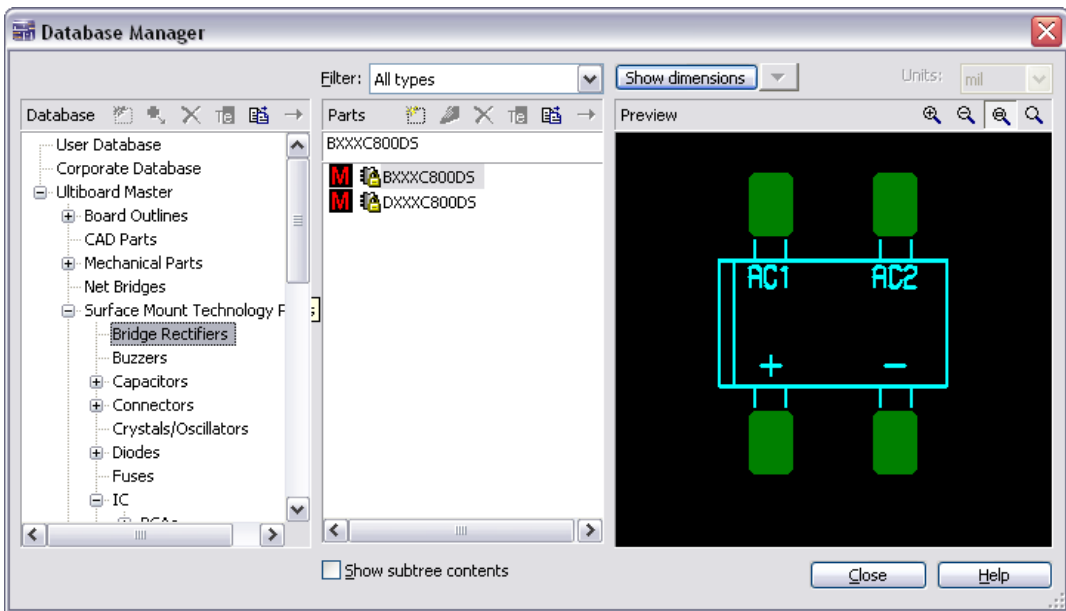 Database Manager
Filter: All types Show dimensions Units: mil
Database Parts Preview
User Database
Corporate Database
Ultiboard Master
Board Outlines
CAD Parts
Mechanical Parts
Net Bridges
Surface Mount Technology
Bridge Rectifiers
Buzzers
Capacitors
Connectors
Crystals/Oscillators
Diodes
Fuses
IC
BXXXC800DS
M BXXXC800DS
M DXXXC800DS
AC1 AC2
+ −
Show subtree contents
Close Help